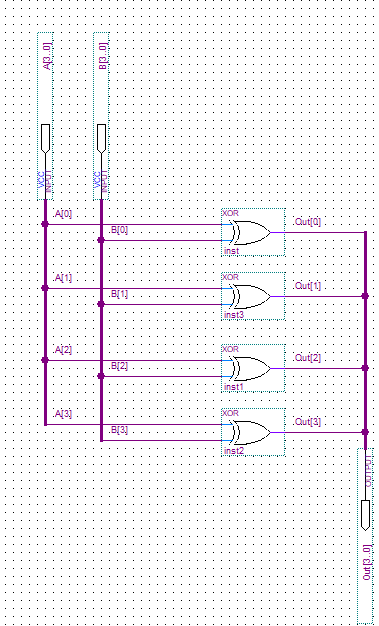 A[3..0]
B[3..0]
VCC
INPUT
VCC
INPUT
A[0]
B[0]
XOR
inst
Out[0]
A[1]
B[1]
XOR
inst3
Out[1]
A[2]
B[2]
XOR
inst1
Out[2]
A[3]
B[3]
XOR
inst2
Out[3]
OUTPUT
Out[3..0]